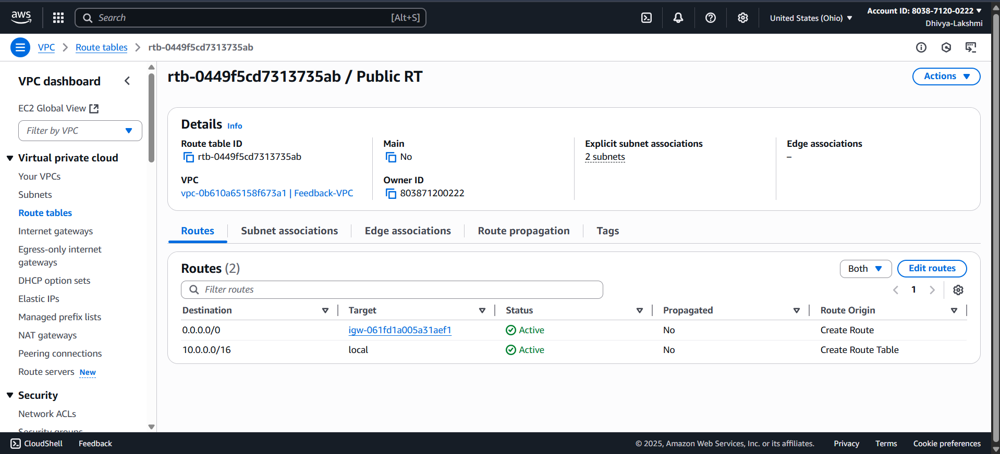 aws
Search [Alt+S]
United States (Ohio)
Account ID: 8038-7120-0222
Dhivya-Lakshmi
VPC
Route tables
rtb-0449f5cd7313735ab
VPC dashboard
EC2 Global View
Filter by VPC
Virtual private cloud
Your VPCs
Subnets
Route tables
Internet gateways
Egress-only internet
gateways
DHCP option sets
Elastic IPs
Managed prefix lists
NAT gateways
Peering connections
Route servers New
Security
Network ACLs
Security groups
rtb-0449f5cd7313735ab / Public RT
Actions
Details Info
Route table ID
rtb-0449f5cd7313735ab
Main
No
Explicit subnet associations
2 subnets
Edge associations
–
VPC
vpc-0b610a65158f673a1 | Feedback-VPC
Owner ID
803871200222
Routes Subnet associations Edge associations Route propagation Tags
Routes (2)
Both
Edit routes
Filter routes
1
Destination Target Status Propagated Route Origin
0.0.0.0/0 igw-061fd1a005a31aef1 Active No Create Route
10.0.0.0/16 local Active No Create Route Table
CloudShell Feedback
© 2025, Amazon Web Services, Inc. or its affiliates. Privacy Terms Cookie preferences